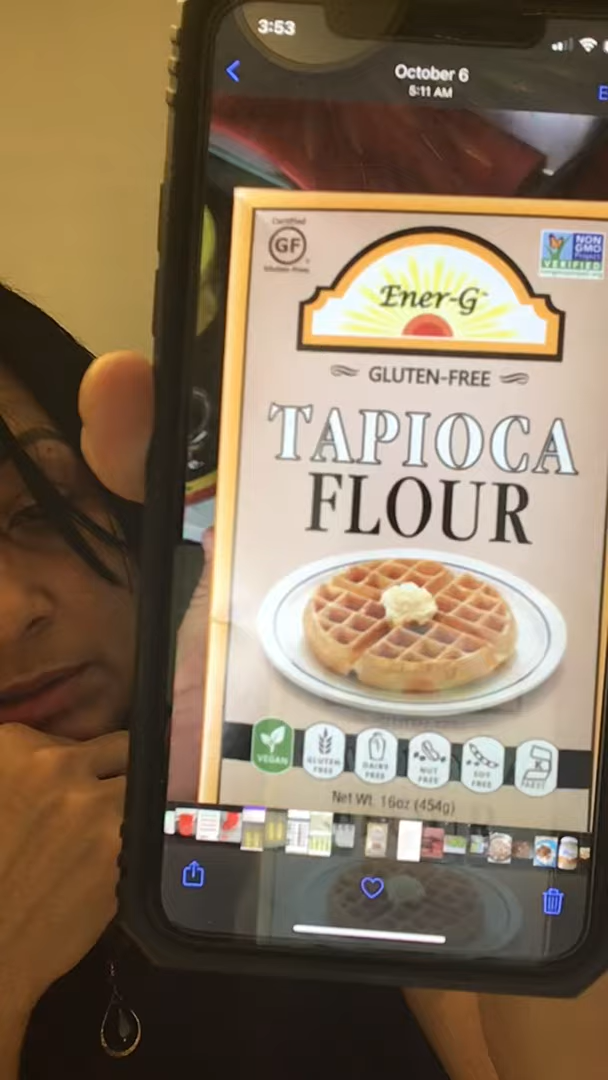 3:53
October 6
5:11 AM
E
Certified
GF
Gluten-Free
NON
GMO
Project
VERIFIED
Ener-G
GLUTEN-FREE
TAPIOCA
FLOUR
VEGAN
GLUTEN
FREE
DAIRY
FREE
NUT
FREE
SOY
FREE
K
Net Wt. 16oz (454g)